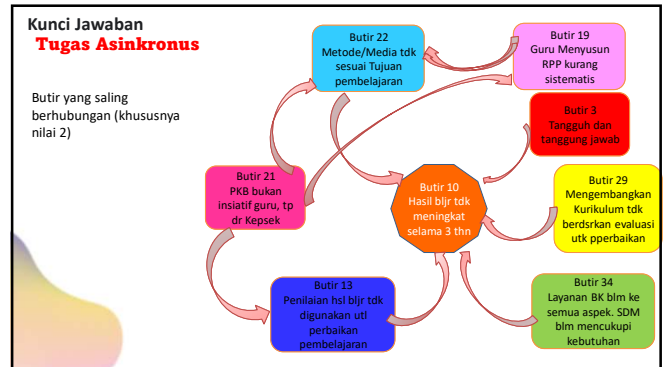 Kunci Jawaban
Tugas Asinkronus
Butir yang saling
berhubungan (khususnya
nilai 2)
Butir 22
Metode/Media tdk
sesuai Tujuan
pembelajaran
Butir 19
Guru Menyusun
RPP kurang
sistematis
Butir 3
Tangguh dan
tanggung jawab
Butir 21
PKB bukan
insiatif guru, tp
dr Kepsek
Butir 10
Hasil bljr tdk
meningkat
selama 3 thn
Butir 29
Mengembangkan
Kurikulum tdk
berdsrkan evaluasi
utk pperbaikan
Butir 13
Penilaian hsl bljr tdk
digunakan utl
perbaikan
pembelajaran
Butir 34
Layanan BK blm ke
semua aspek. SDM
blm mencukupi
kebutuhan